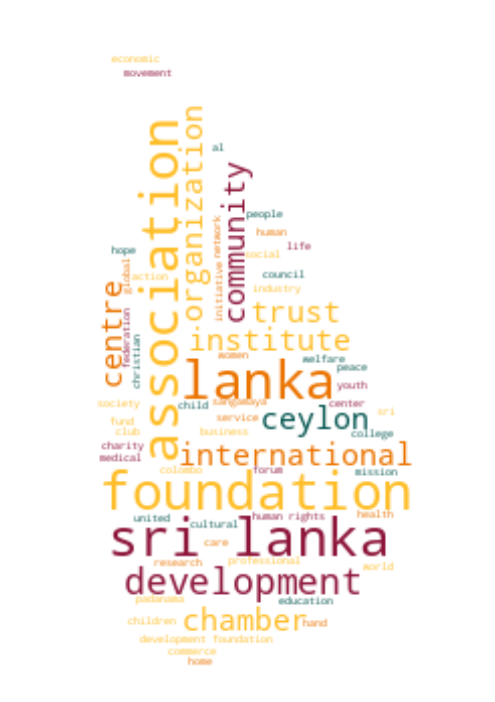 economic
movement
association
organization
al
community
people
human
life
network
initiative
social
hope
global
action
council
industry
centre
federation
christian
trust
institute
women
welfare
peace
lanka
youth
society
child
sangamaya
center
sri
fund
service
ceylon
club
business
college
charity
medical
international
colombo
forum
mission
foundation
united
cultural
human rights
health
sri lanka
care
research
professional
world
development
padanama
education
children
chamber
hand
development foundation
commerce
home